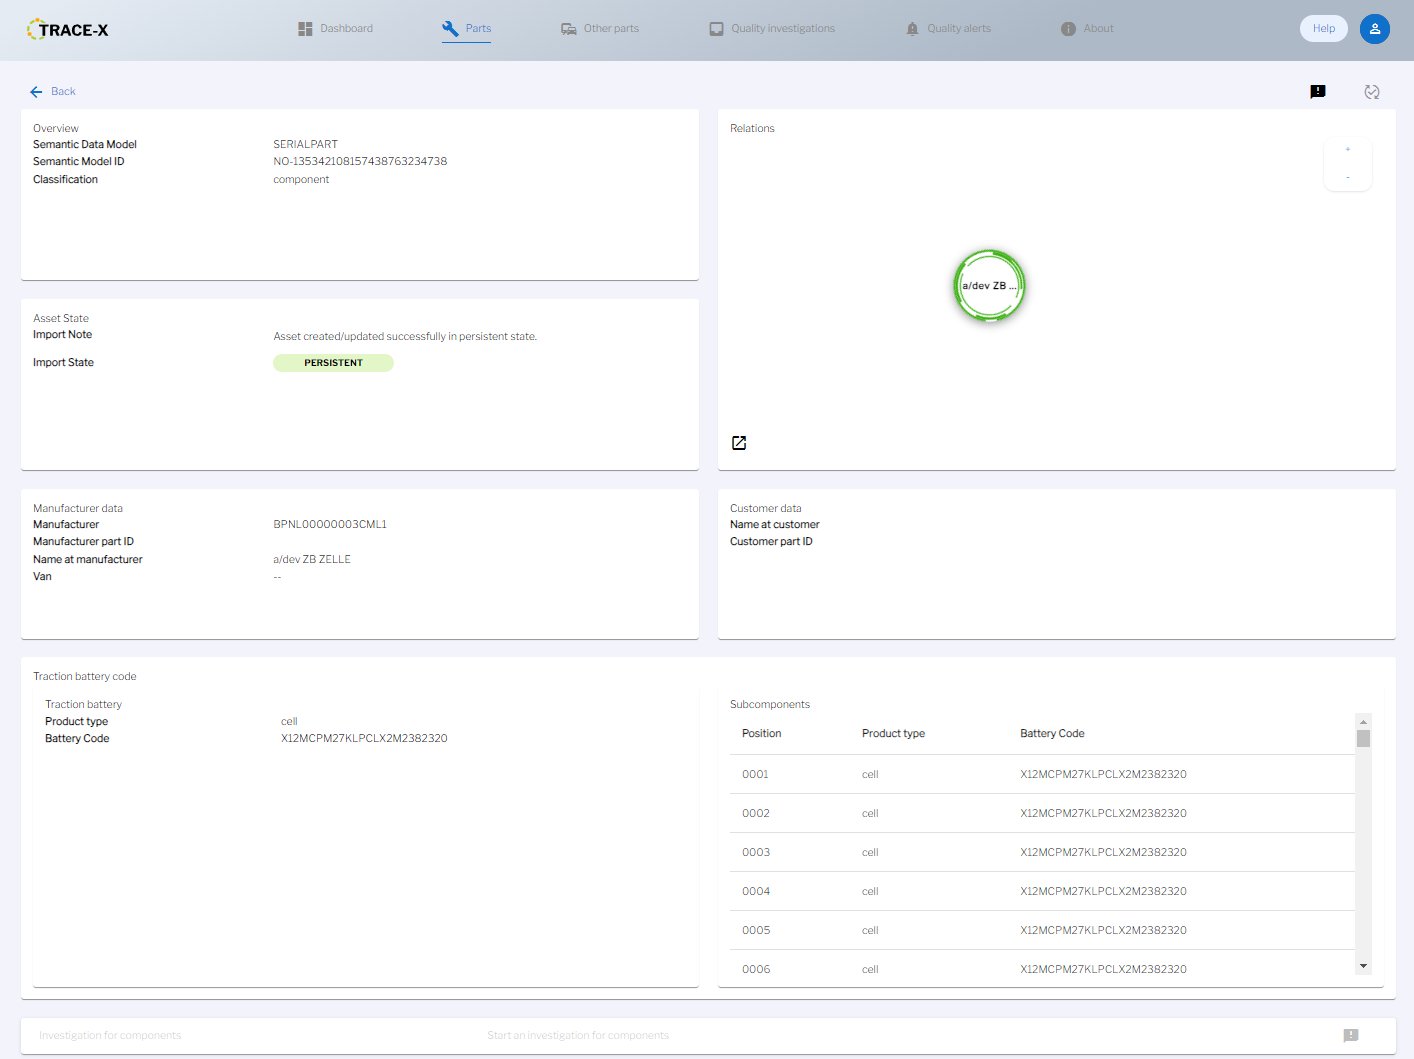 TRACE-X
Dashboard
Parts
Other parts
Quality investigations
Quality alerts
About
Help
Back
Overview
Semantic Data Model SERIALPART
Semantic Model ID NO-135342108157438763234738
Classification component
Relations
+
-
a/dev ZB ...
Asset State
Import Note Asset created/updated successfully in persistent state.
Import State PERSISTENT
Manufacturer data
Manufacturer BPNL00000003CML1
Manufacturer part ID
Name at manufacturer a/dev ZB ZELLE
Van --
Customer data
Name at customer
Customer part ID
Traction battery code
Traction battery
Product type cell
Battery Code X12MCPM27KLPCLX2M2382320
Subcomponents
Position Product type Battery Code
0001 cell X12MCPM27KLPCLX2M2382320
0002 cell X12MCPM27KLPCLX2M2382320
0003 cell X12MCPM27KLPCLX2M2382320
0004 cell X12MCPM27KLPCLX2M2382320
0005 cell X12MCPM27KLPCLX2M2382320
0006 cell X12MCPM27KLPCLX2M2382320
Investigation for components Start an investigation for components